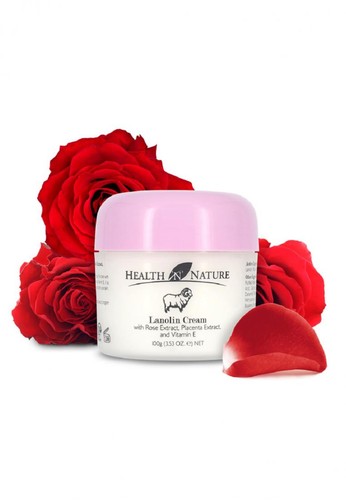 HEALTH N' NATURE
Lanolin Cream
with Rose Extract, Placenta Extract,
and Vitamin E
100g (3.53 OZ. ℮) NET